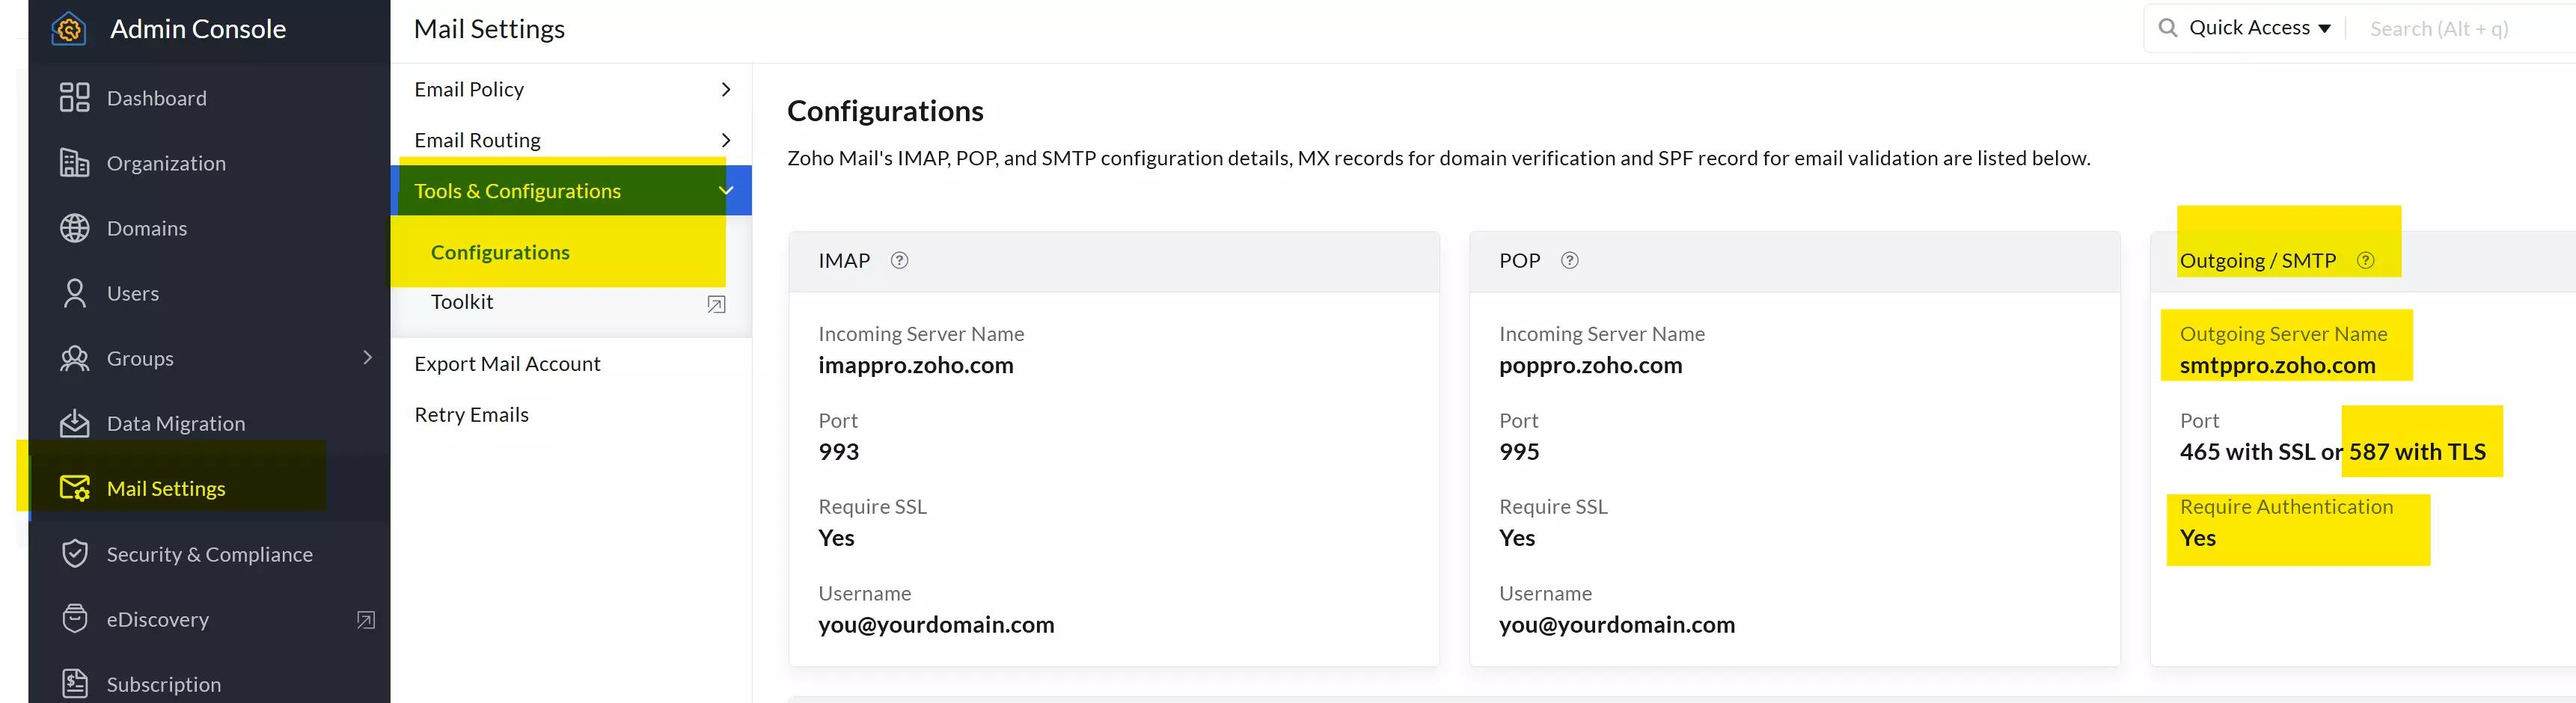 Admin Console
Dashboard
Organization
Domains
Users
Groups
Data Migration
Mail Settings
Security & Compliance
eDiscovery
Subscription
Mail Settings
Email Policy
Email Routing
Tools & Configurations
Configurations
Toolkit
Export Mail Account
Retry Emails
Quick Access
Search (Alt + q)
Configurations
Zoho Mail's IMAP, POP, and SMTP configuration details, MX records for domain verification and SPF record for email validation are listed below.
IMAP
Incoming Server Name
imappro.zoho.com
Port
993
Require SSL
Yes
Username
you@yourdomain.com
POP
Incoming Server Name
poppro.zoho.com
Port
995
Require SSL
Yes
Username
you@yourdomain.com
Outgoing / SMTP
Outgoing Server Name
smtppro.zoho.com
Port
465 with SSL or 587 with TLS
Require Authentication
Yes